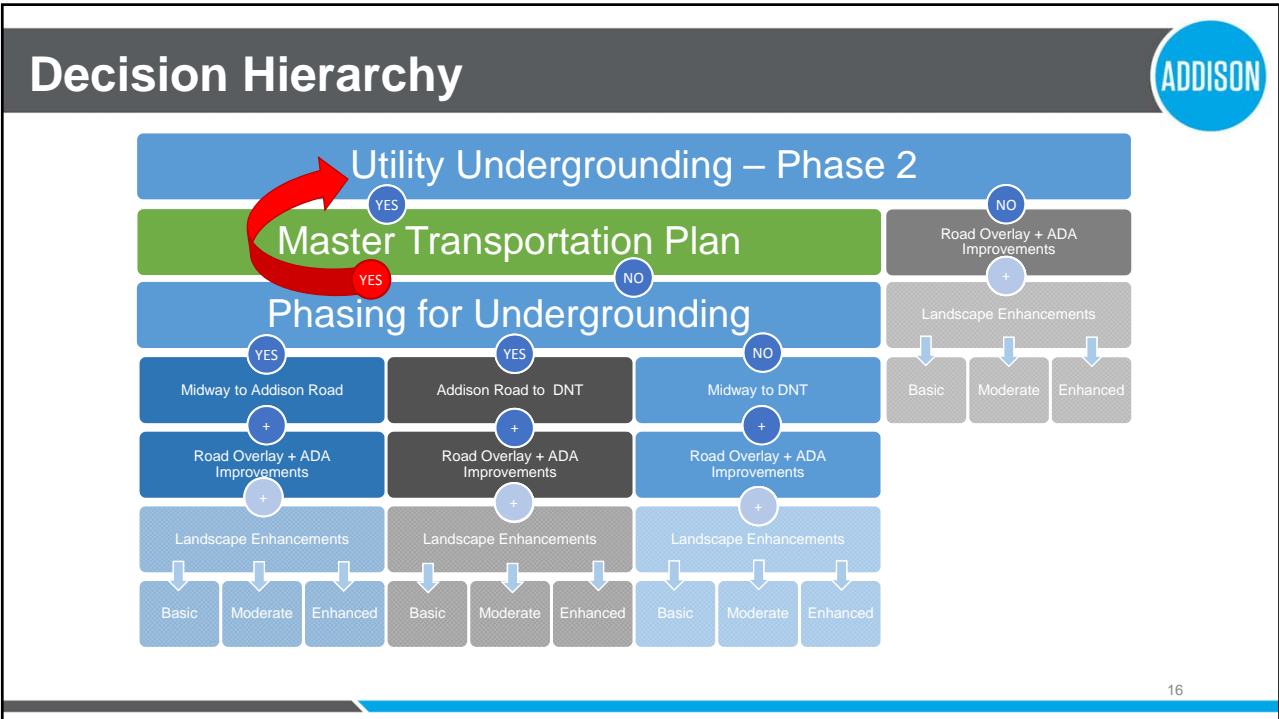 Decision Hierarchy
ADDISON
Utility Undergrounding – Phase 2
YES
NO
Master Transportation Plan
Road Overlay + ADA
Improvements
YES
NO
+
Phasing for Undergrounding
Landscape Enhancements
YES
YES
NO
Midway to Addison Road
Addison Road to DNT
Midway to DNT
Basic
Moderate
Enhanced
+
+
+
Road Overlay + ADA
Improvements
Road Overlay + ADA
Improvements
Road Overlay + ADA
Improvements
+
+
+
Landscape Enhancements
Landscape Enhancements
Landscape Enhancements
Basic
Moderate
Enhanced
Basic
Moderate
Enhanced
Basic
Moderate
Enhanced
16